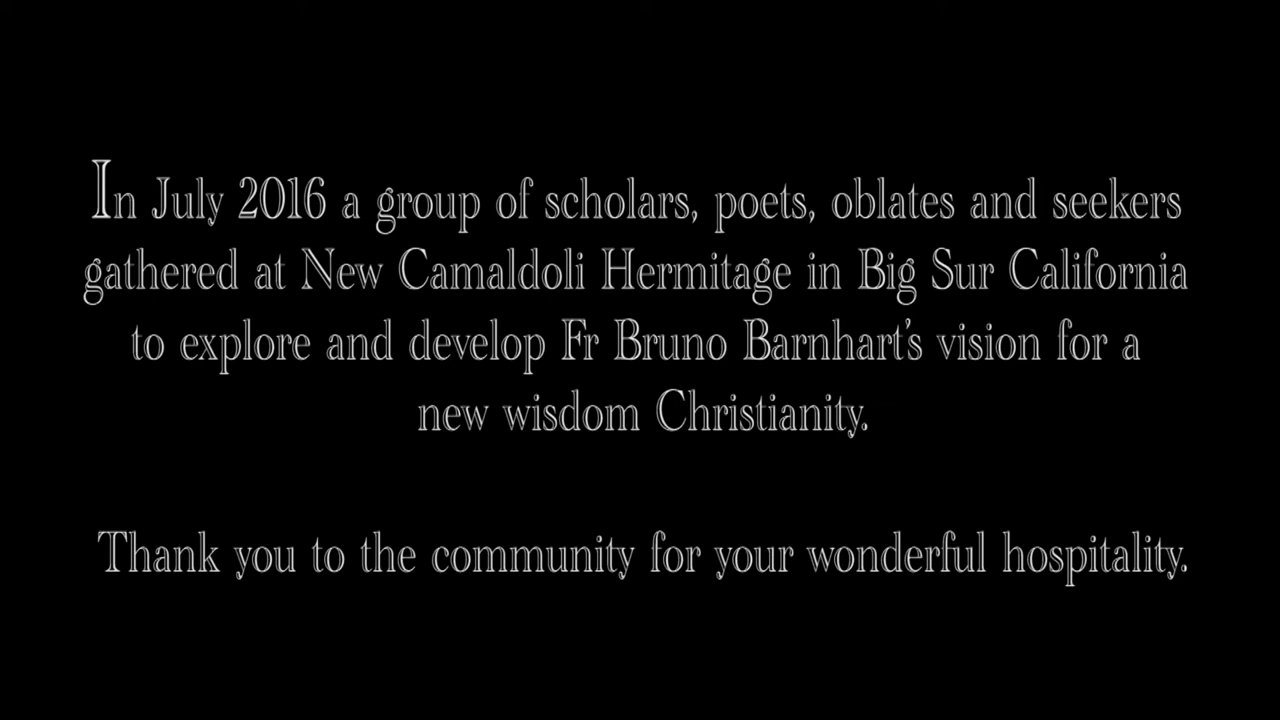 In July 2016 a group of scholars, poets, oblates and seekers
gathered at New Camaldoli Hermitage in Big Sur California
to explore and develop Fr Bruno Barnhart's vision for a
new wisdom Christianity.
Thank you to the community for your wonderful hospitality.